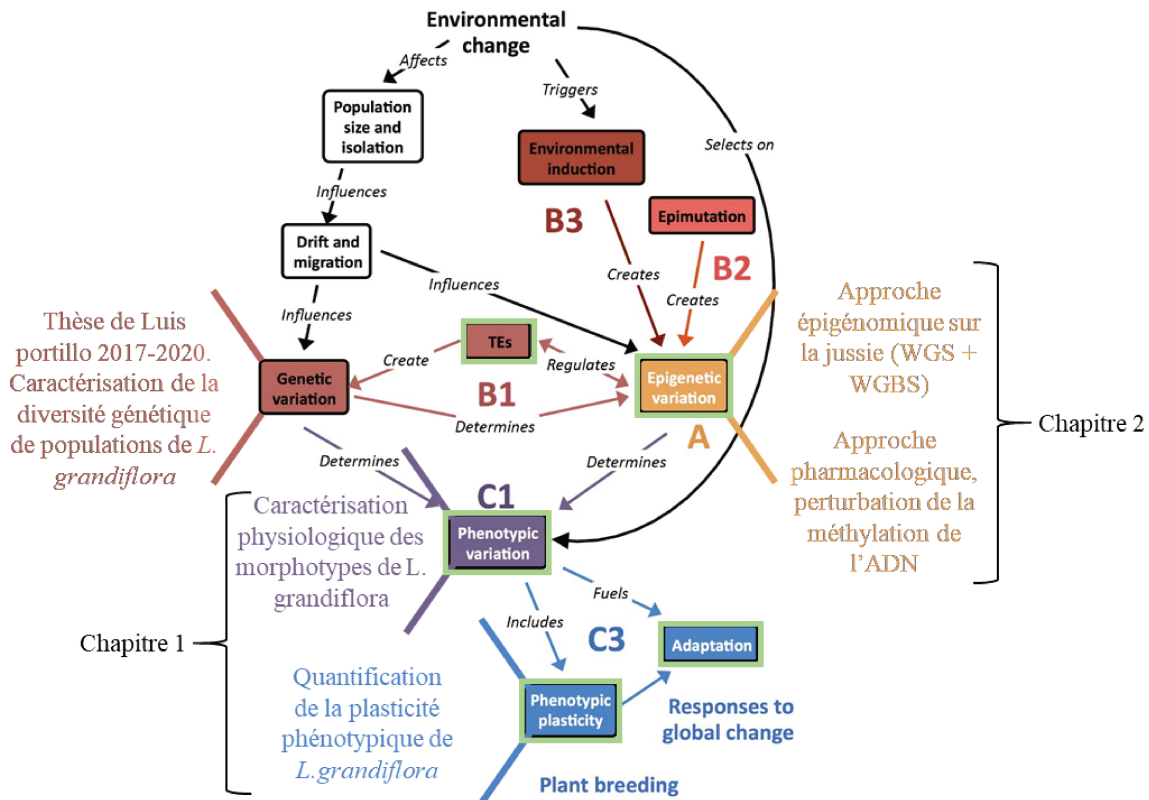 Environmental
change
Affects
Triggers
Selects on
Population
size and
isolation
Environmental
induction
Influences
B3
Epimutation
B2
Drift and
migration
Creates
Influences
Creates
Influences
Thèse de Luis
portillo 2017-2020.
Caractérisation de la
diversité génétique
de populations de L.
grandiflora
TEs
Create
Regulates
Genetic
variation
B1
Epigenetic
variation
Determines
A
Approche
épigénomique sur
la jussie (WGS +
WGBS)
Approche
pharmacologique,
perturbation de la
méthylation de
l’ADN
Chapitre 2
Determines
Determines
C1
Phenotypic
variation
Caractérisation
physiologique des
morphotypes de L.
grandiflora
Chapitre 1
Fuels
Includes
C3
Adaptation
Quantification
de la plasticité
phénotypique de
L.grandiflora
Phenotypic
plasticity
Responses to
global change
Plant breeding